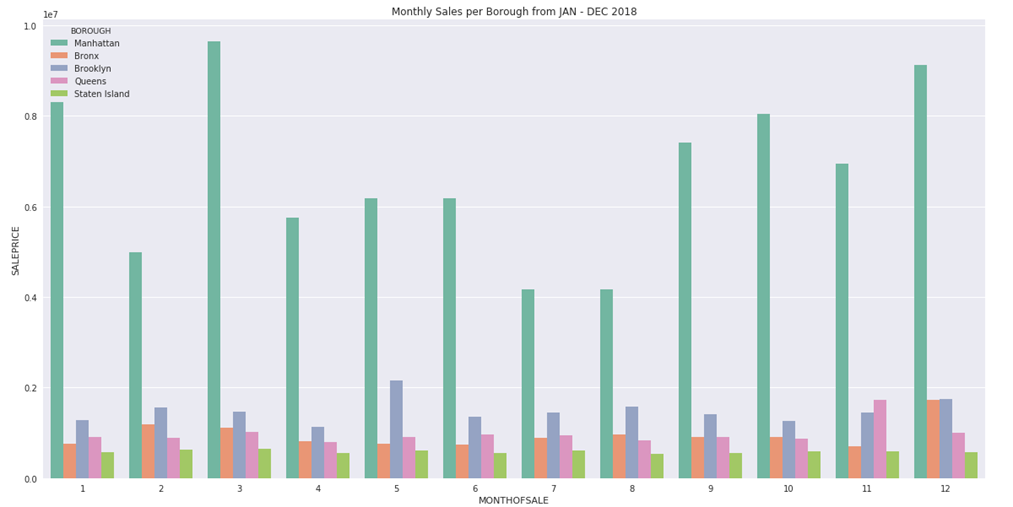 Monthly Sales per Borough from JAN - DEC 2018
1e7
1.0
0.8
0.6
0.4
0.2
0.0
SALEPRICE
BOROUGH
Manhattan
Bronx
Brooklyn
Queens
Staten Island
1 2 3 4 5 6 7 8 9 10 11 12
MONTHOFSALE